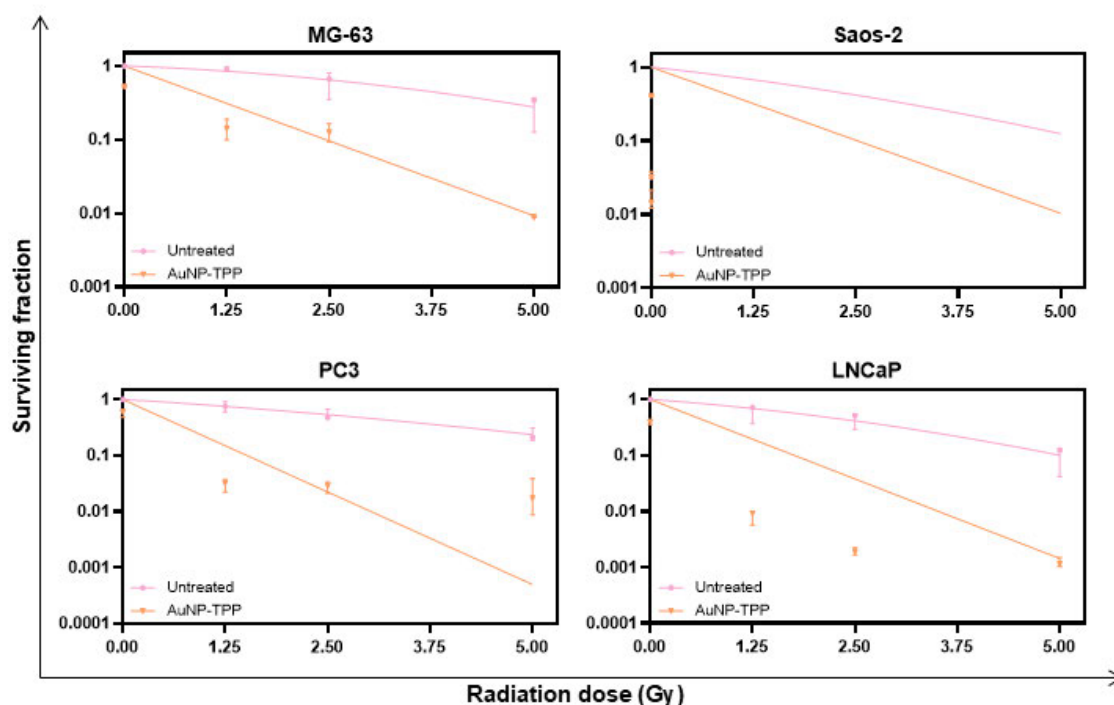 MG-63
1
0.1
0.01
0.001
Untreated
AuNP-TPP
0.00 1.25 2.50 3.75 5.00
Saos-2
1
0.1
0.01
0.001
Untreated
AuNP-TPP
0.00 1.25 2.50 3.75 5.00
Surviving fraction
PC3
1
0.1
0.01
0.001
0.0001
Untreated
AuNP-TPP
0.00 1.25 2.50 3.75 5.00
LNCaP
1
0.1
0.01
0.001
0.0001
Untreated
AuNP-TPP
0.00 1.25 2.50 3.75 5.00
Radiation dose (Gy)